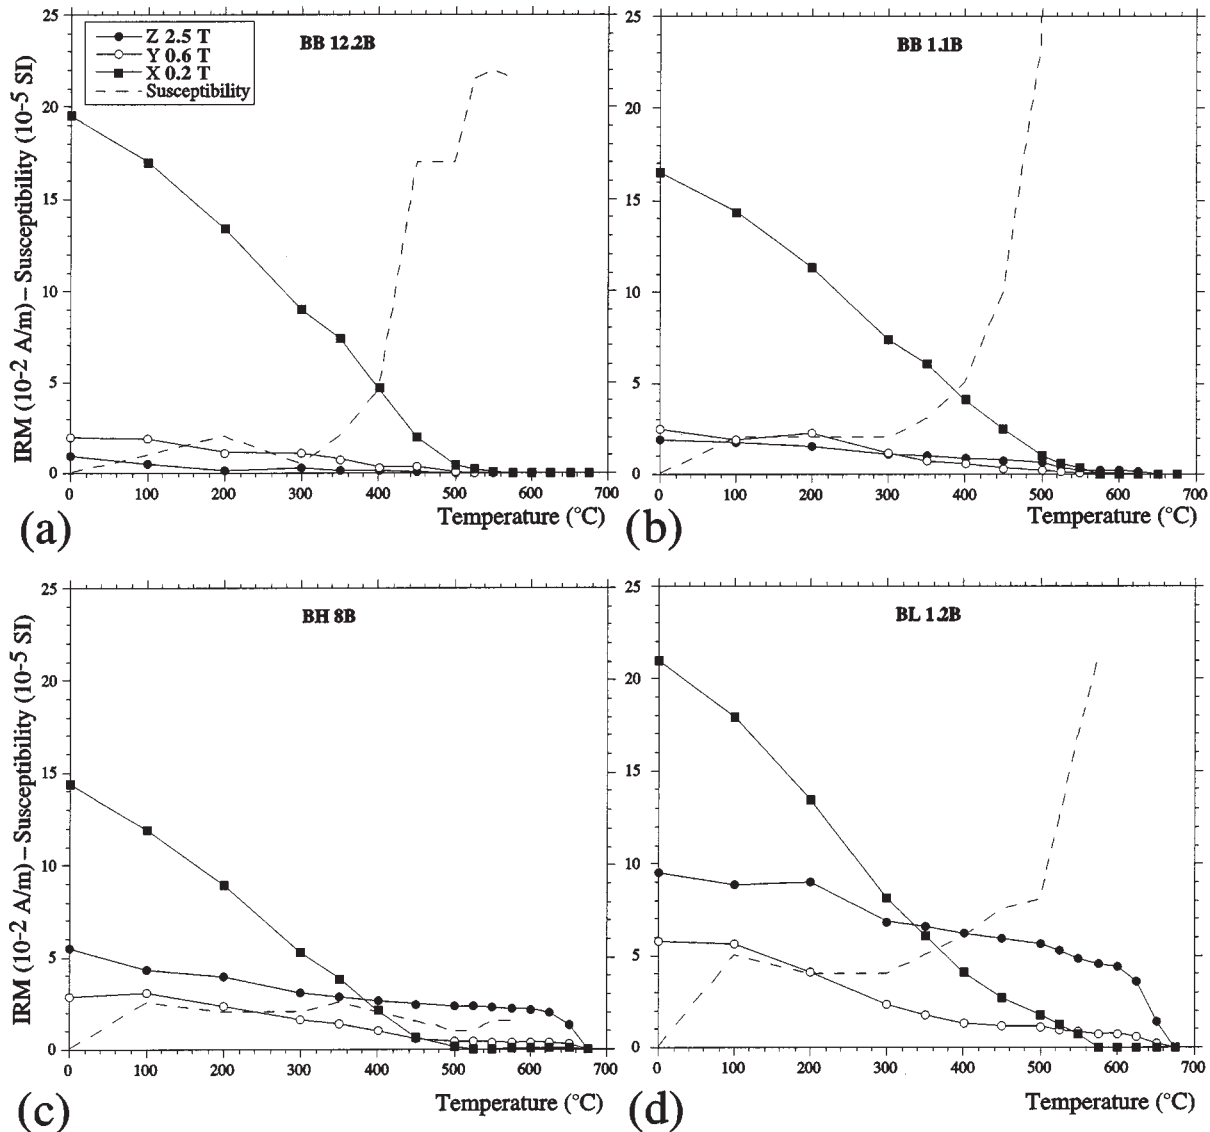 25
20
15
10
5
0
IRM (10-2 A/m) – Susceptibility (10-5 SI)
Z 2.5 T
Y 0.6 T
X 0.2 T
Susceptibility
BB 12.2B
0 100 200 300 400 500 600 700
Temperature (°C)
(a)
25
20
15
10
5
0
BB 1.1B
0 100 200 300 400 500 600 700
Temperature (°C)
(b)
25
20
15
10
5
0
IRM (10-2 A/m) – Susceptibility (10-5 SI)
BH 8B
0 100 200 300 400 500 600 700
Temperature (°C)
(c)
25
20
15
10
5
0
BL 1.2B
0 100 200 300 400 500 600 700
Temperature (°C)
(d)